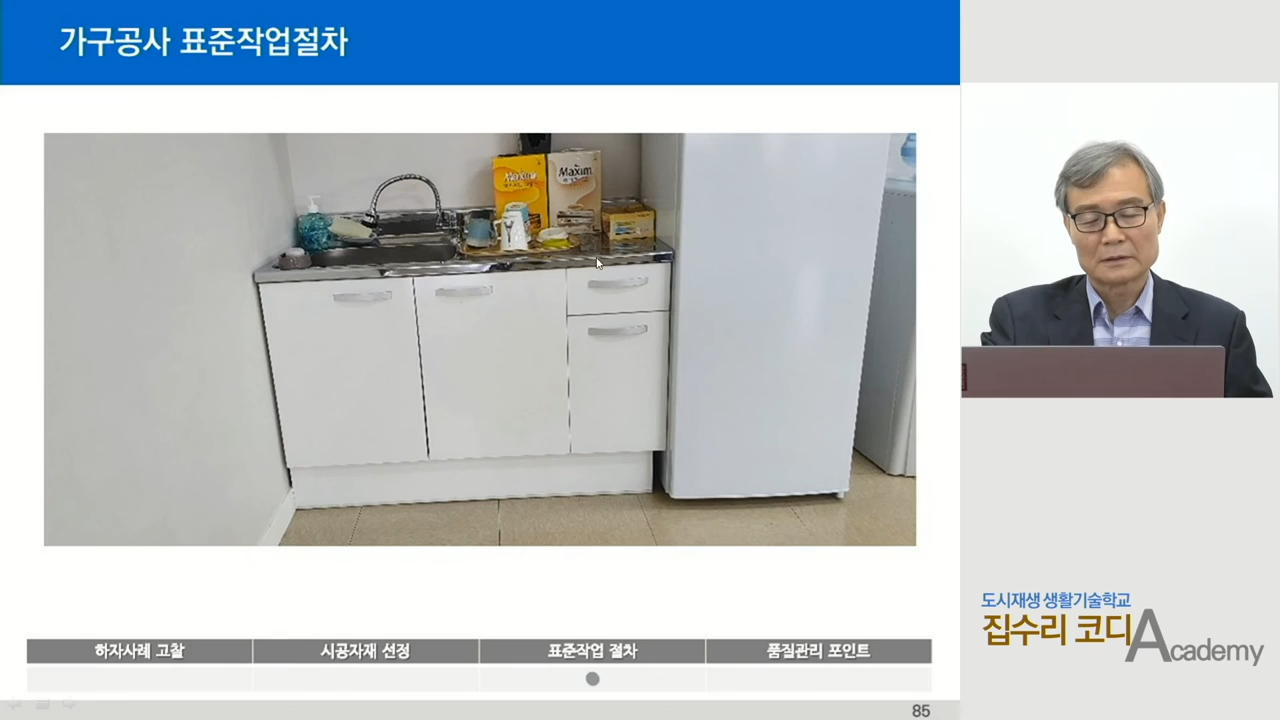 가구공사 표준작업절차
Maxim
Maxim
하자사례 고찰
시공자재 선정
표준작업 절차
품질관리 포인트
85
도시재생 생활기술학교
집수리 코디Academy